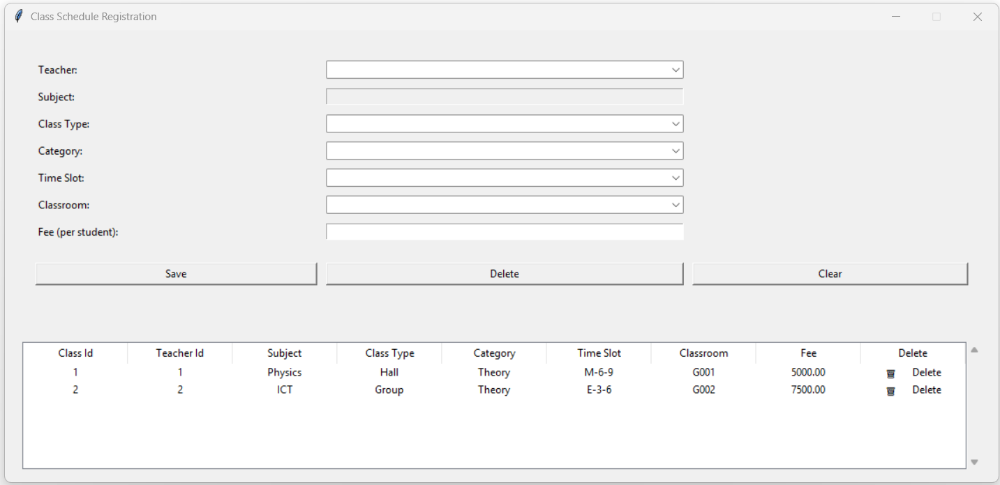 Class Schedule Registration
Teacher:
Subject:
Class Type:
Category:
Time Slot:
Classroom:
Fee (per student):
Save Delete Clear
Class Id Teacher Id Subject Class Type Category Time Slot Classroom Fee Delete
1 1 Physics Hall Theory M-6-9 G001 5000.00 Delete
2 2 ICT Group Theory E-3-6 G002 7500.00 Delete